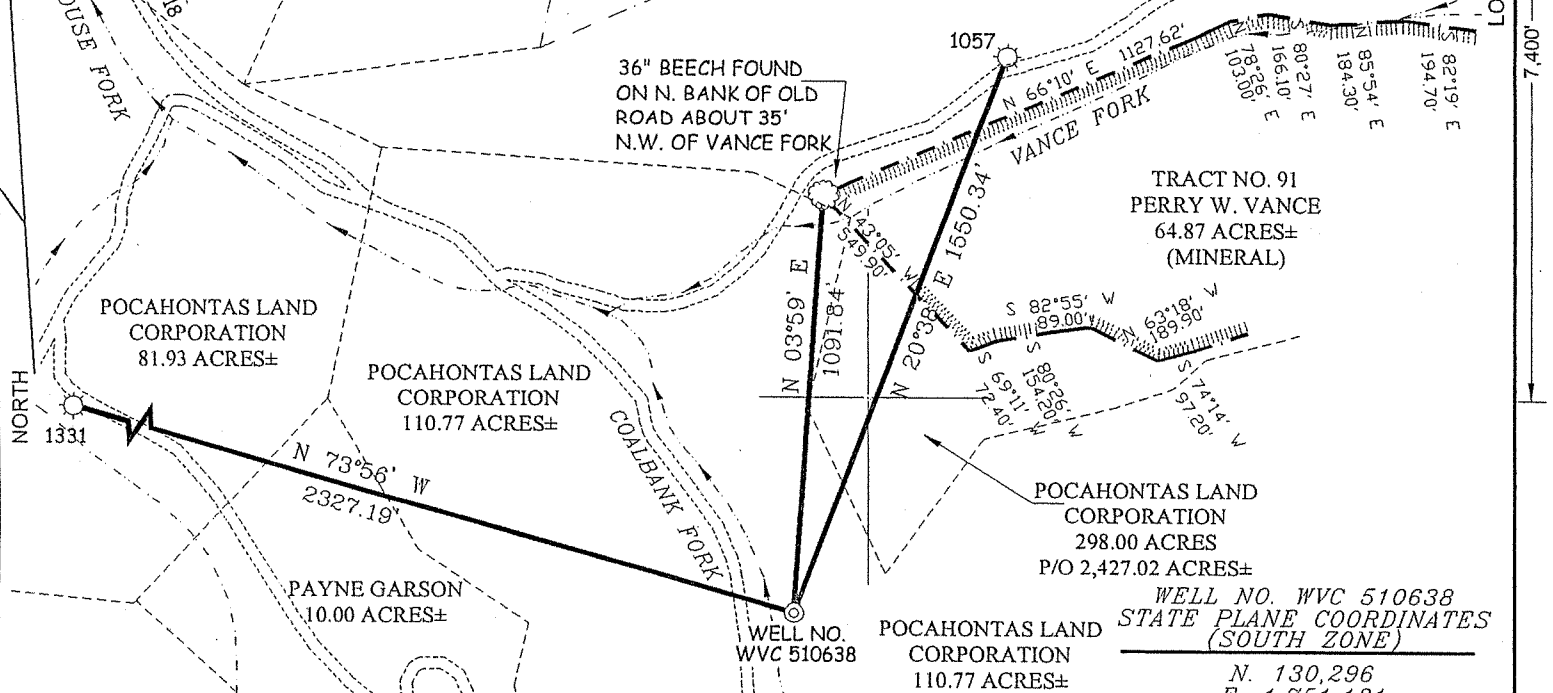 OUSE FORK
18
36" BEECH FOUND
ON N. BANK OF OLD
ROAD ABOUT 35'
N.W. OF VANCE FORK
1057
N 66°10' E 1127.62'
VANCE FORK
N 78°26' E
103.00'
S 80°27' E
166.10'
N 85°54' E
184.30'
S 82°19' E
194.70'
LO
7,400'
TRACT NO. 91
PERRY W. VANCE
64.87 ACRES±
(MINERAL)
N 43°05' W
549.90'
N 03°59' E
1091.84'
N 20°38' E 1550.34'
S 82°55' W
89.00'
N 63°18' W
189.90'
S 69°11' W
72.40'
S 80°26' W
154.20'
S 74°14' W
97.20'
POCAHONTAS LAND
CORPORATION
81.93 ACRES±
POCAHONTAS LAND
CORPORATION
110.77 ACRES±
NORTH
1331
N 73°56' W
2327.19'
COALBANK FORK
POCAHONTAS LAND
CORPORATION
298.00 ACRES
P/O 2,427.02 ACRES±
PAYNE GARSON
10.00 ACRES±
WELL NO.
WVC 510638
POCAHONTAS LAND
CORPORATION
110.77 ACRES±
WELL NO. WVC 510638
STATE PLANE COORDINATES
(SOUTH ZONE)
N. 130,296